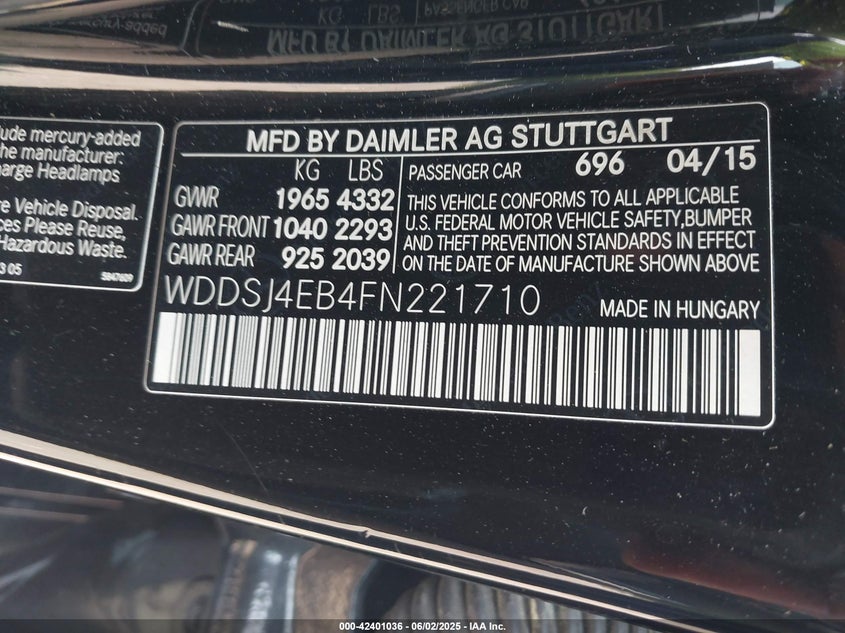 MFD BY DAIMLER AG STUTTGART
KG LBS
GVWR 1965 4332
GAWR FRONT 1040 2293
GAWR REAR 925 2039
PASSENGER CAR 696 04/15
THIS VEHICLE CONFORMS TO ALL APPLICABLE
U.S. FEDERAL MOTOR VEHICLE SAFETY,BUMPER
AND THEFT PREVENTION STANDARDS IN EFFECT
ON THE DATE OF MANUFACTURE SHOWN ABOVE
WDDSJ4EB4FN221710 MADE IN HUNGARY
ude mercury-added
he manufacturer:
arge Headlamps
re Vehicle Disposal.
ces Please Reuse,
Hazardous Waste.
3 05
000-42401036 - 06/02/2025 - IAA Inc.